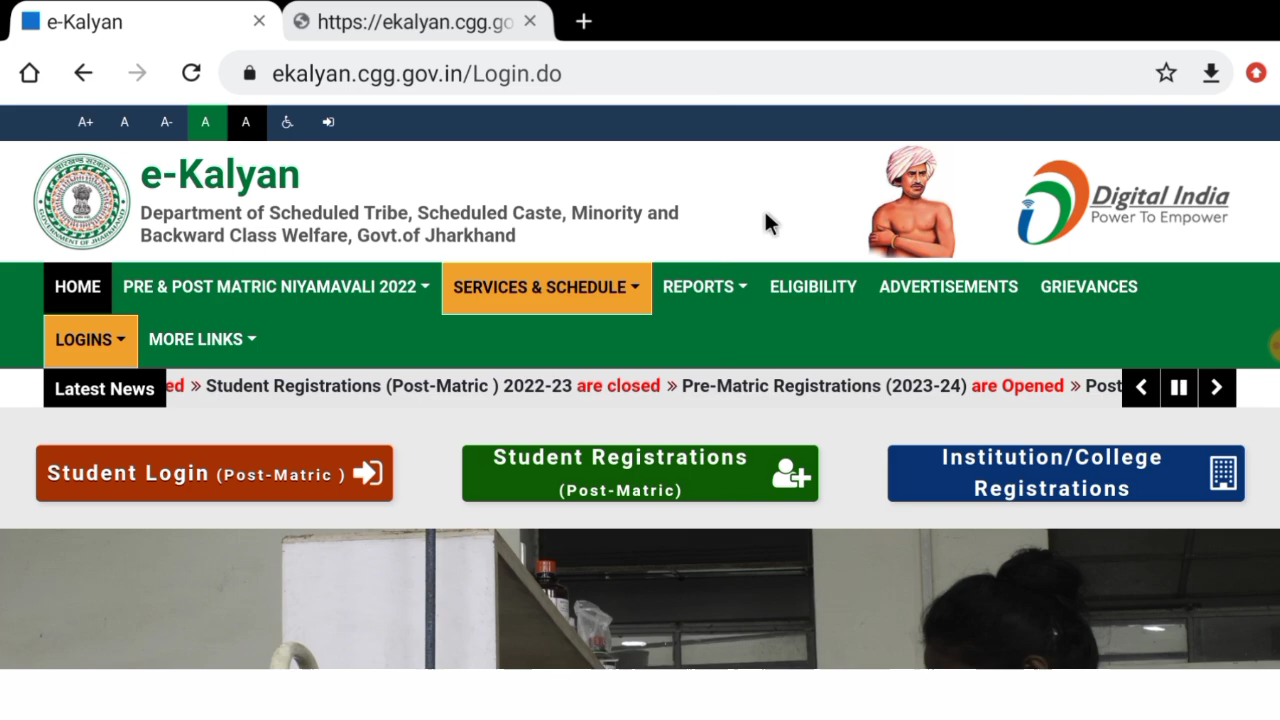 e-Kalyan
https://ekalyan.cgg.go
ekalyan.cgg.gov.in/Login.do
A+ A A- A A
e-Kalyan
Department of Scheduled Tribe, Scheduled Caste, Minority and
Backward Class Welfare, Govt.of Jharkhand
Digital India
Power To Empower
HOME PRE & POST MATRIC NIYAMAVALI 2022 SERVICES & SCHEDULE REPORTS ELIGIBILITY ADVERTISEMENTS GRIEVANCES
LOGINS MORE LINKS
Latest News ed » Student Registrations (Post-Matric ) 2022-23 are closed » Pre-Matric Registrations (2023-24) are Opened » Post
Student Login (Post-Matric )
Student Registrations
(Post-Matric)
Institution/College
Registrations